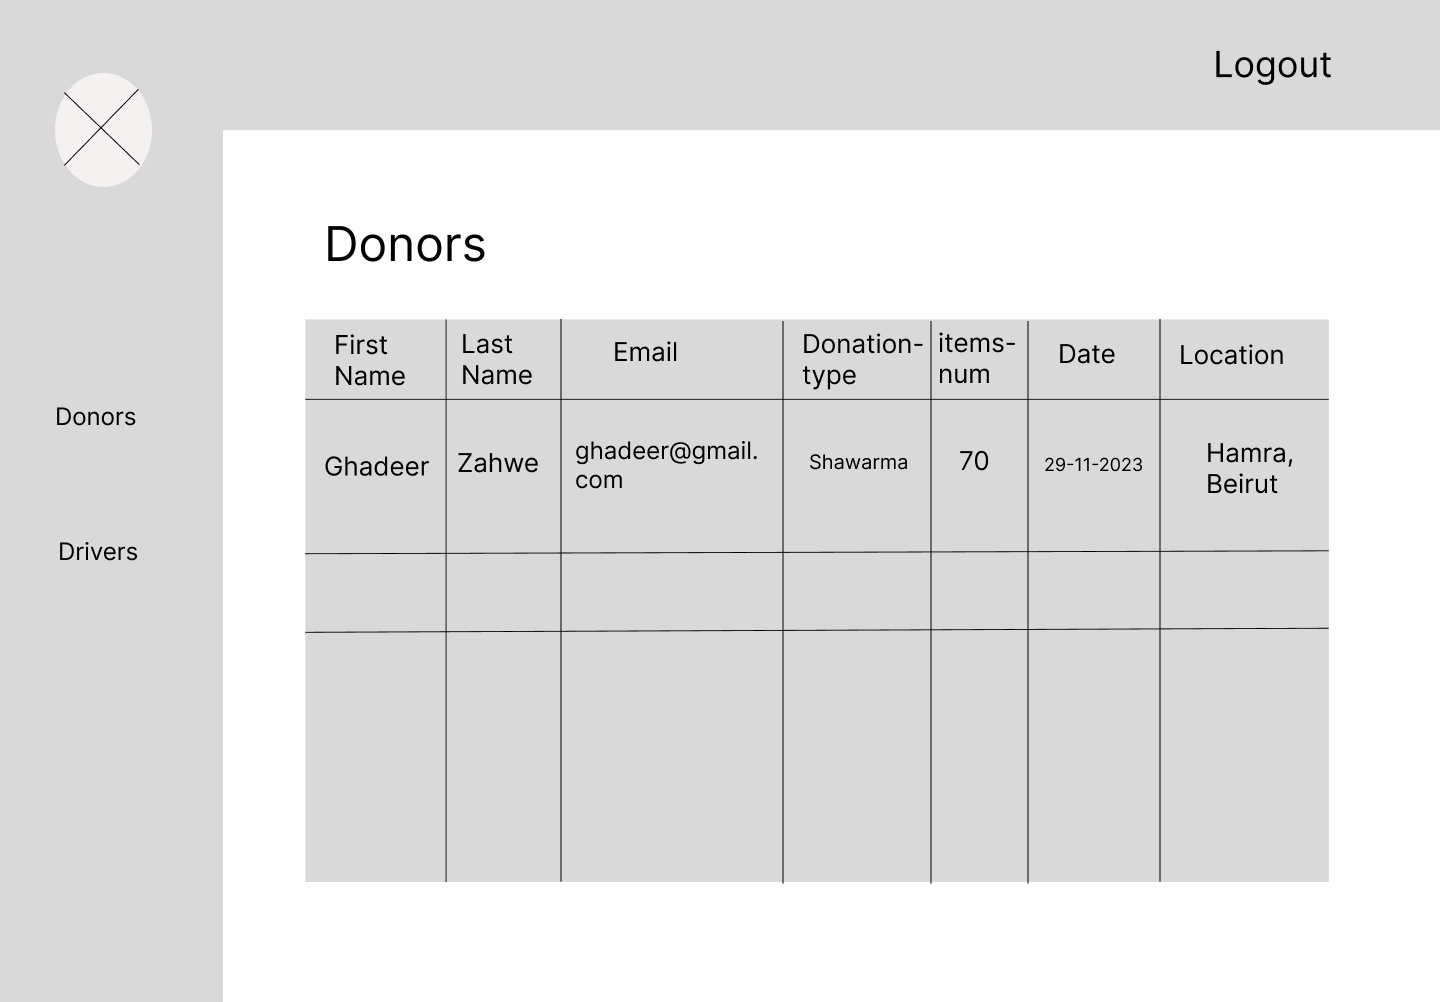 Logout
Donors
Donors
Drivers
First
Name
Last
Name
Email
Donation-
type
items-
num
Date
Location
Ghadeer
Zahwe
ghadeer@gmail.
com
Shawarma
70
29-11-2023
Hamra,
Beirut